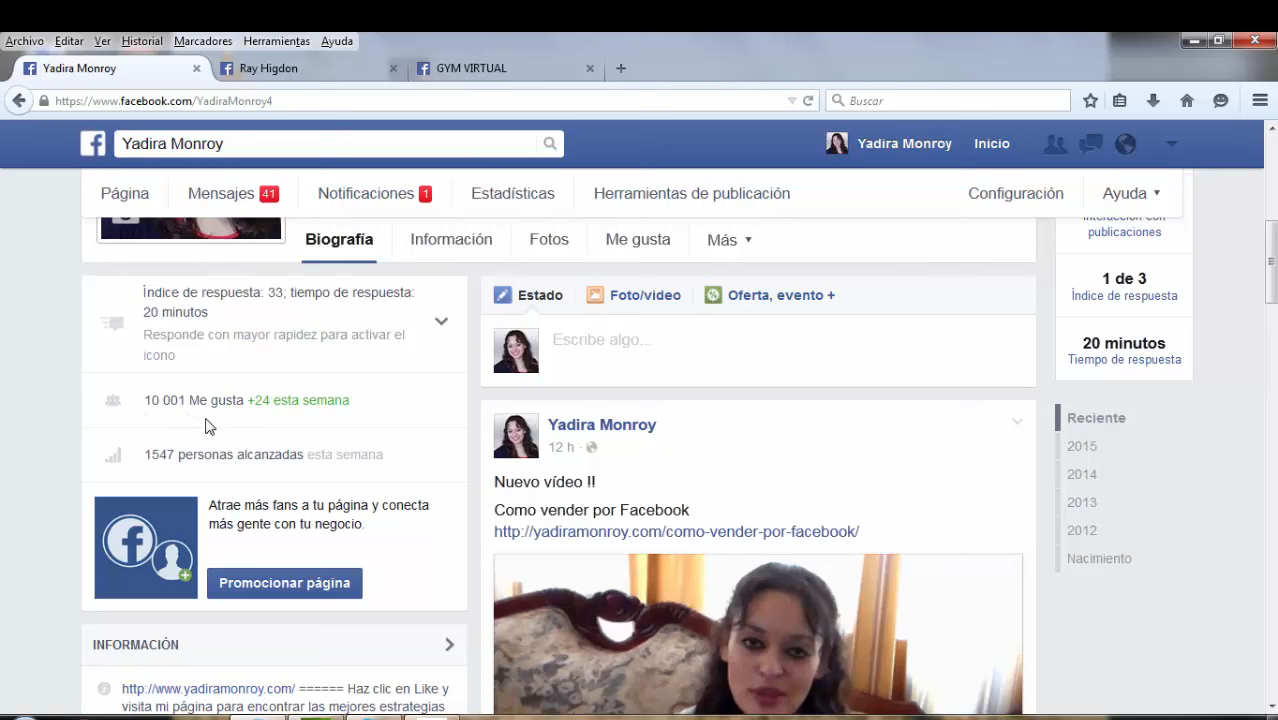 Archivo Editar Ver Historial Marcadores Herramientas Ayuda
Yadira Monroy × Ray Higdon × GYM VIRTUAL × +
https://www.facebook.com/YadiraMonroy4 Buscar
Yadira Monroy Yadira Monroy Inicio
Página Mensajes 41 Notificaciones 1 Estadísticas Herramientas de publicación Configuración Ayuda
Biografía Información Fotos Me gusta Más
Interacción con
publicaciones
1 de 3
Índice de respuesta
20 minutos
Tiempo de respuesta
Índice de respuesta: 33; tiempo de respuesta:
20 minutos
Responde con mayor rapidez para activar el
icono
10 001 Me gusta +24 esta semana
1547 personas alcanzadas esta semana
Atrae más fans a tu página y conecta
más gente con tu negocio.
Promocionar página
INFORMACIÓN
http://www.yadiramonroy.com/ ====== Haz clic en Like y
visita mi página para encontrar las mejores estrategias
Estado Foto/video Oferta, evento +
Escribe algo...
Yadira Monroy
12 h ·
Nuevo vídeo !!
Como vender por Facebook
http://yadiramonroy.com/como-vender-por-facebook/
Reciente
2015
2014
2013
2012
Nacimiento